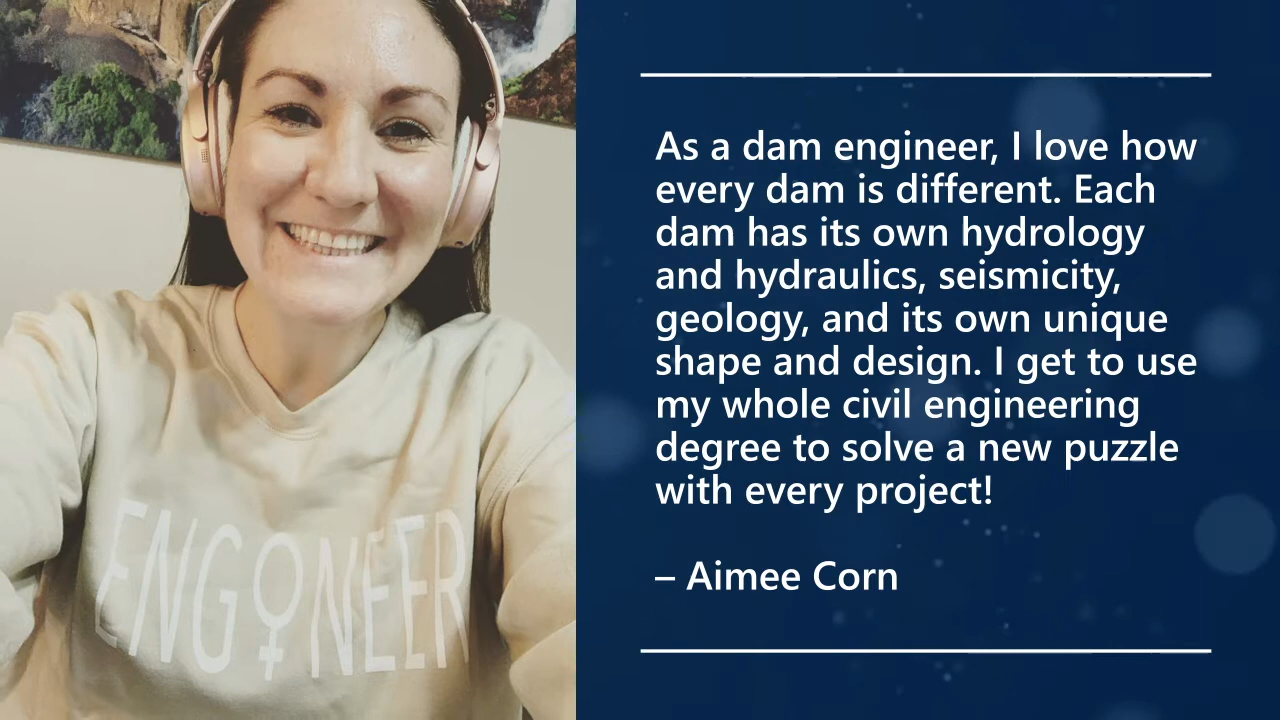 ENG♀NEER
As a dam engineer, I love how
every dam is different. Each
dam has its own hydrology
and hydraulics, seismicity,
geology, and its own unique
shape and design. I get to use
my whole civil engineering
degree to solve a new puzzle
with every project!
– Aimee Corn